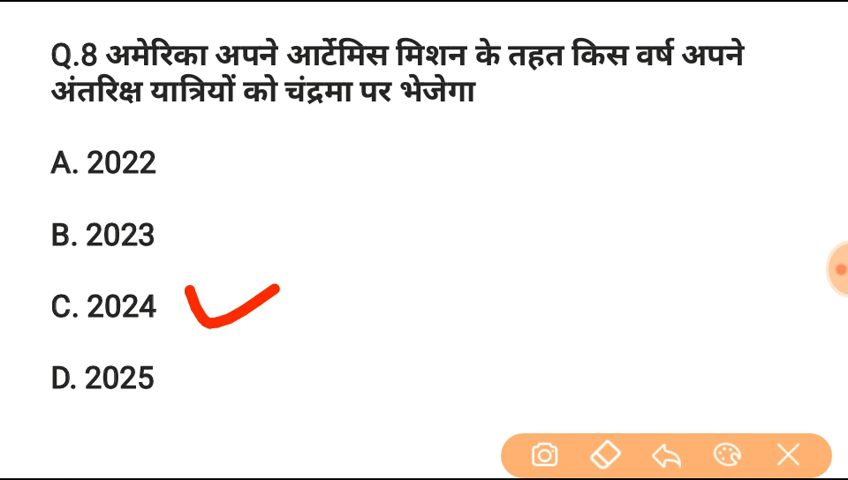 Q.8 अमेरिका अपने आर्टेमिस मिशन के तहत किस वर्ष अपने
अंतरिक्ष यात्रियों को चंद्रमा पर भेजेगा
A. 2022
B. 2023
C. 2024
D. 2025